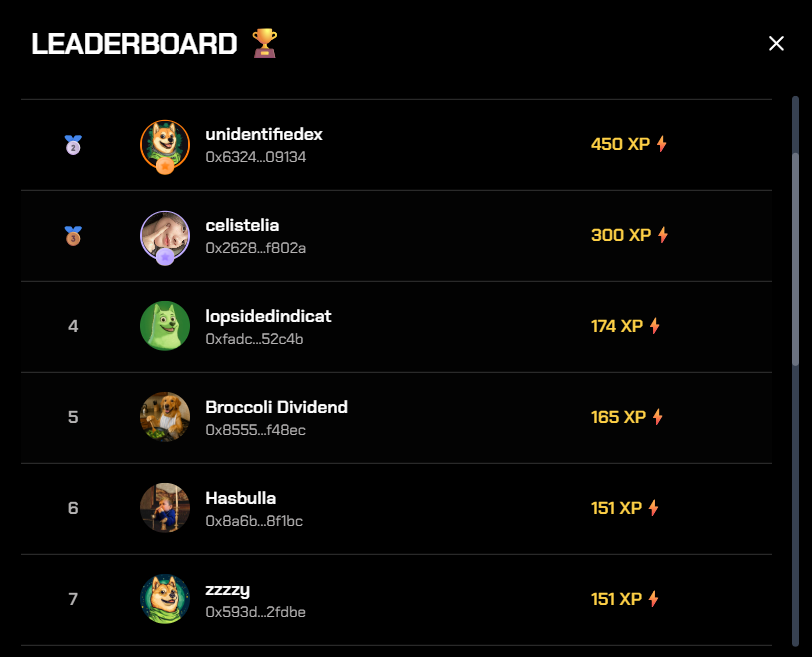 LEADERBOARD 🏆
2
unidentifiedex
0x6324...09134
450 XP⚡
3
celistelia
0x2628...f802a
300 XP⚡
4
lopsidedindicat
0xfadc...52c4b
174 XP⚡
5
Broccoli Dividend
0x8555...f48ec
165 XP⚡
6
Hasbulla
0x8a6b...8f1bc
151 XP⚡
7
zzzzy
0x593d...2fdbe
151 XP⚡